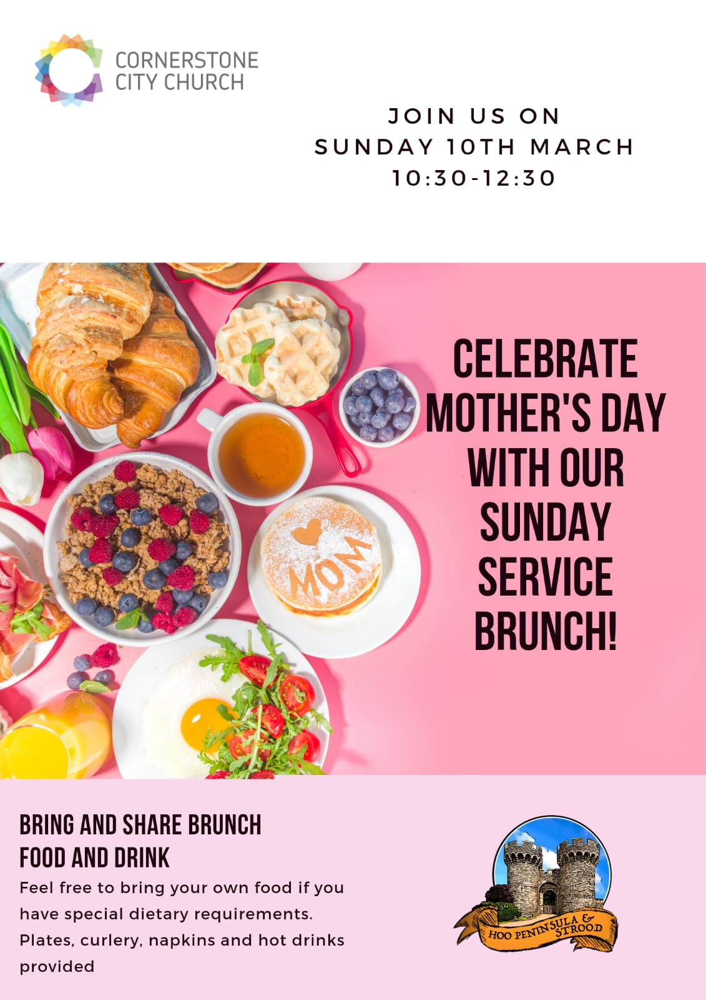 CORNERSTONE
CITY CHURCH
JOIN US ON
SUNDAY 10TH MARCH
10:30-12:30
CELEBRATE
MOTHER'S DAY
WITH OUR
SUNDAY
SERVICE
BRUNCH!
MOM
BRING AND SHARE BRUNCH
FOOD AND DRINK
Feel free to bring your own food if you
have special dietary requirements.
Plates, curlery, napkins and hot drinks
provided
HOO PENINSULA &
STROOD